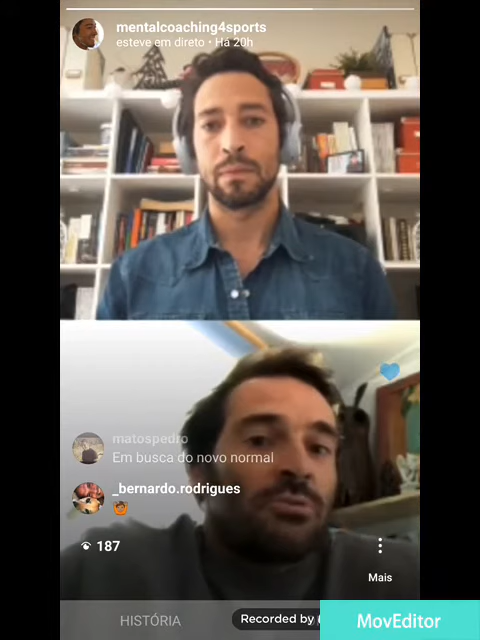 mentalcoaching4sports
esteve em direto • Há 20h
matospedro
Em busca do novo normal
_bernardo.rodrigues
187
Mais
HISTÓRIA
Recorded by
MovEditor